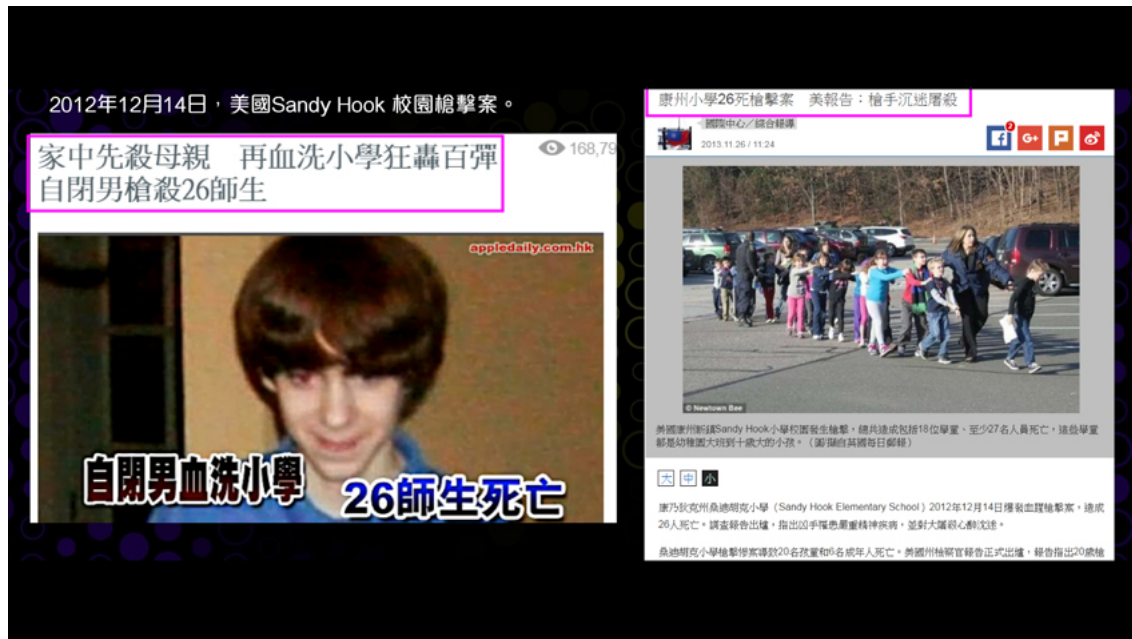 2012年12月14日，美國Sandy Hook 校園槍擊案。
家中先殺母親　再血洗小學狂轟百彈
自閉男槍殺26師生
168,79
appledaily.com.hk
自閉男血洗小學
26師生死亡
康州小學26死槍擊案　美報告：槍手沉迷屠殺
國際中心／綜合報導
2013.11.26 / 11:24
2
G+
© Newtown Bee
美國康州新鎮Sandy Hook小學校園發生槍擊，總共造成包括18位學童、至少27名人員死亡，這些學童
都是幼稚園大班到十歲大的小孩。（圖/擷自英國每日郵報）
大 中 小
康乃狄克州桑迪胡克小學（Sandy Hook Elementary School）2012年12月14日爆發血腥槍擊案，造成
26人死亡。調查報告出爐，指出凶手罹患嚴重精神疾病，並對大屠殺心醉沈迷。
桑迪胡克小學槍擊慘案導致20名孩童和6名成年人死亡。美國州檢察官報告正式出爐，報告指出20歲槍